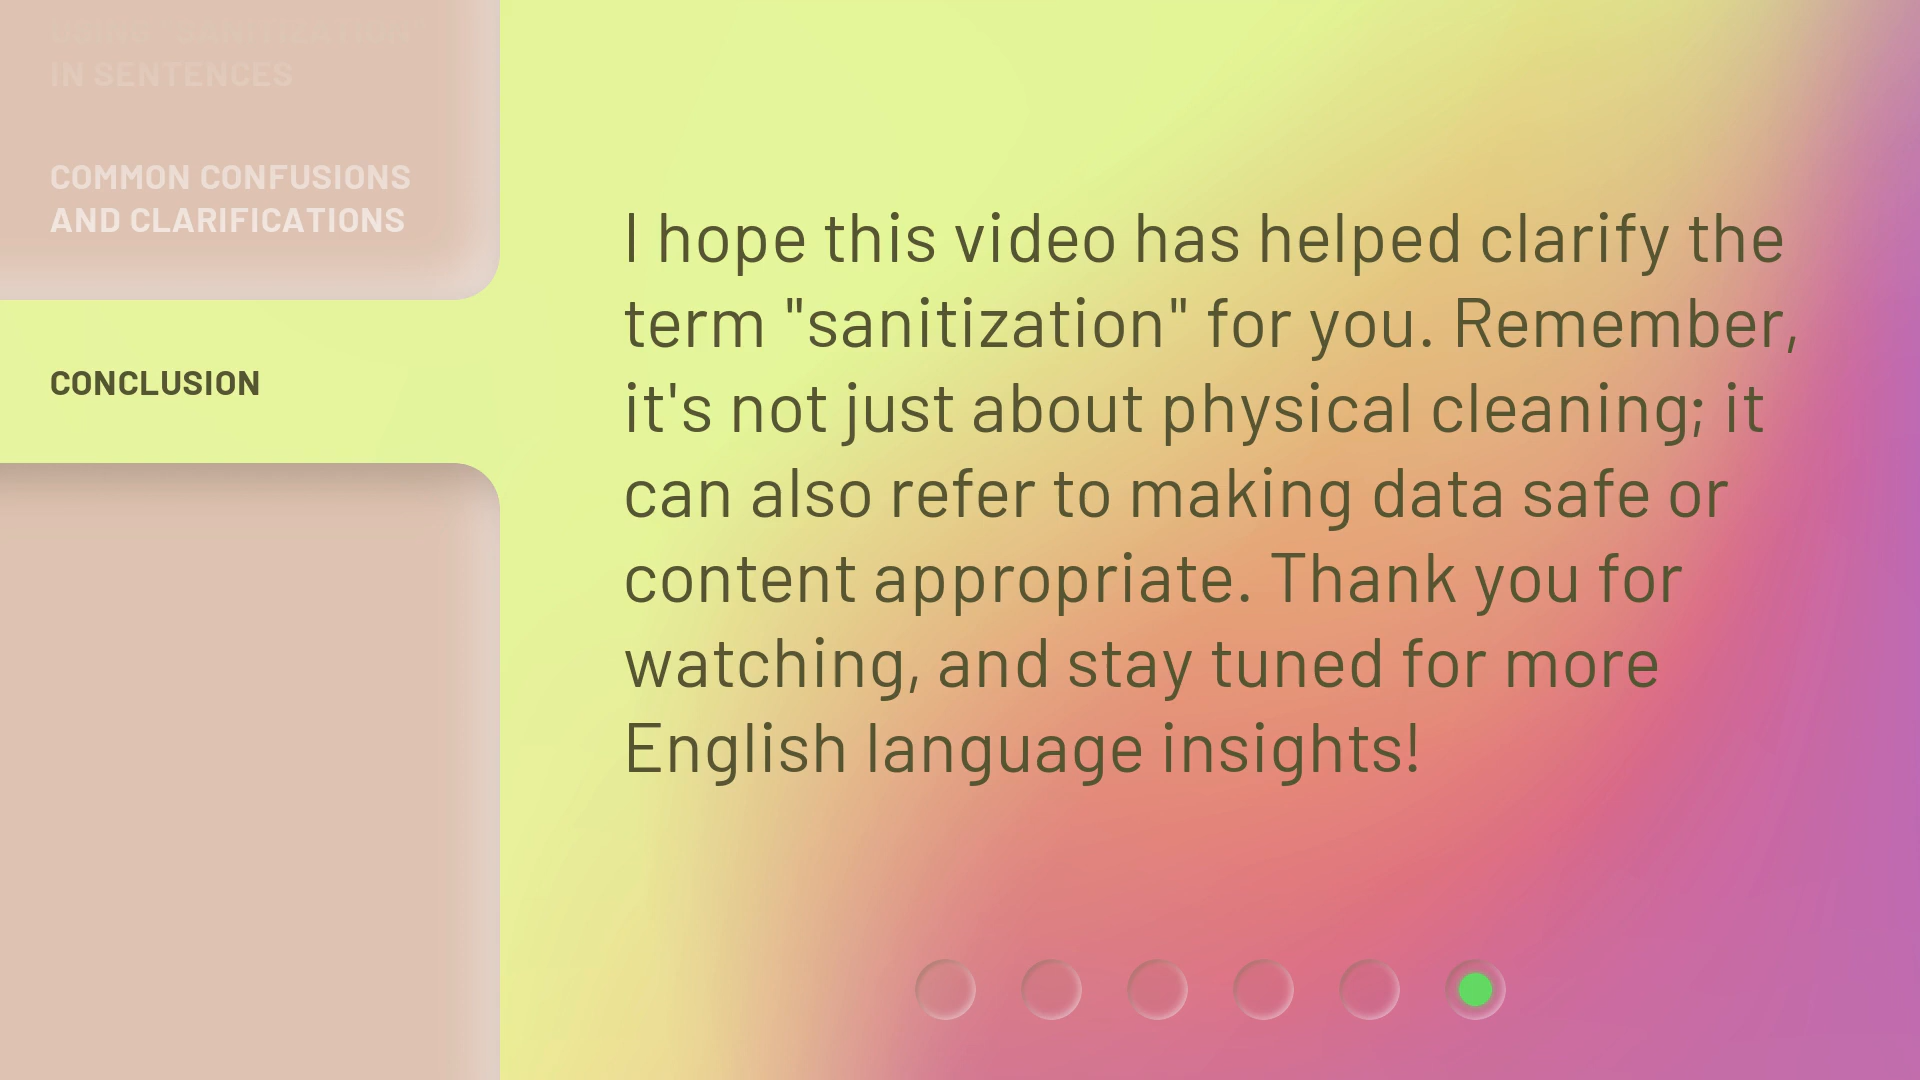 USING "SANITIZATION"
IN SENTENCES
COMMON CONFUSIONS
AND CLARIFICATIONS
CONCLUSION
I hope this video has helped clarify the
term "sanitization" for you. Remember,
it's not just about physical cleaning; it
can also refer to making data safe or
content appropriate. Thank you for
watching, and stay tuned for more
English language insights!